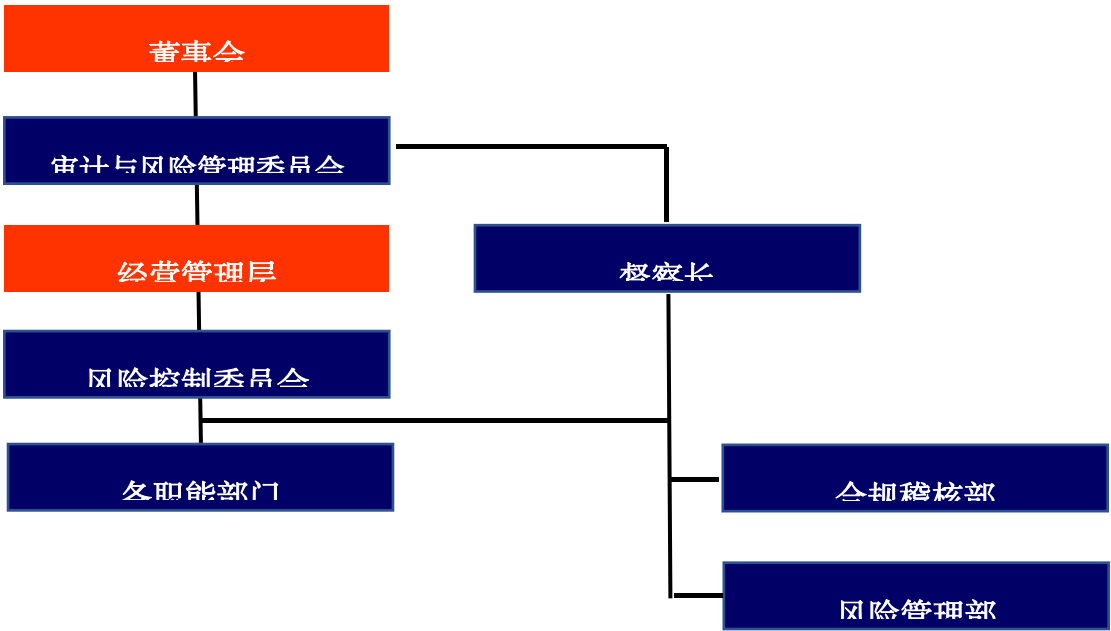 董事会
审计与风险管理委员会
经营管理层
督察长
风险控制委员会
各职能部门
合规稽核部
风险管理部